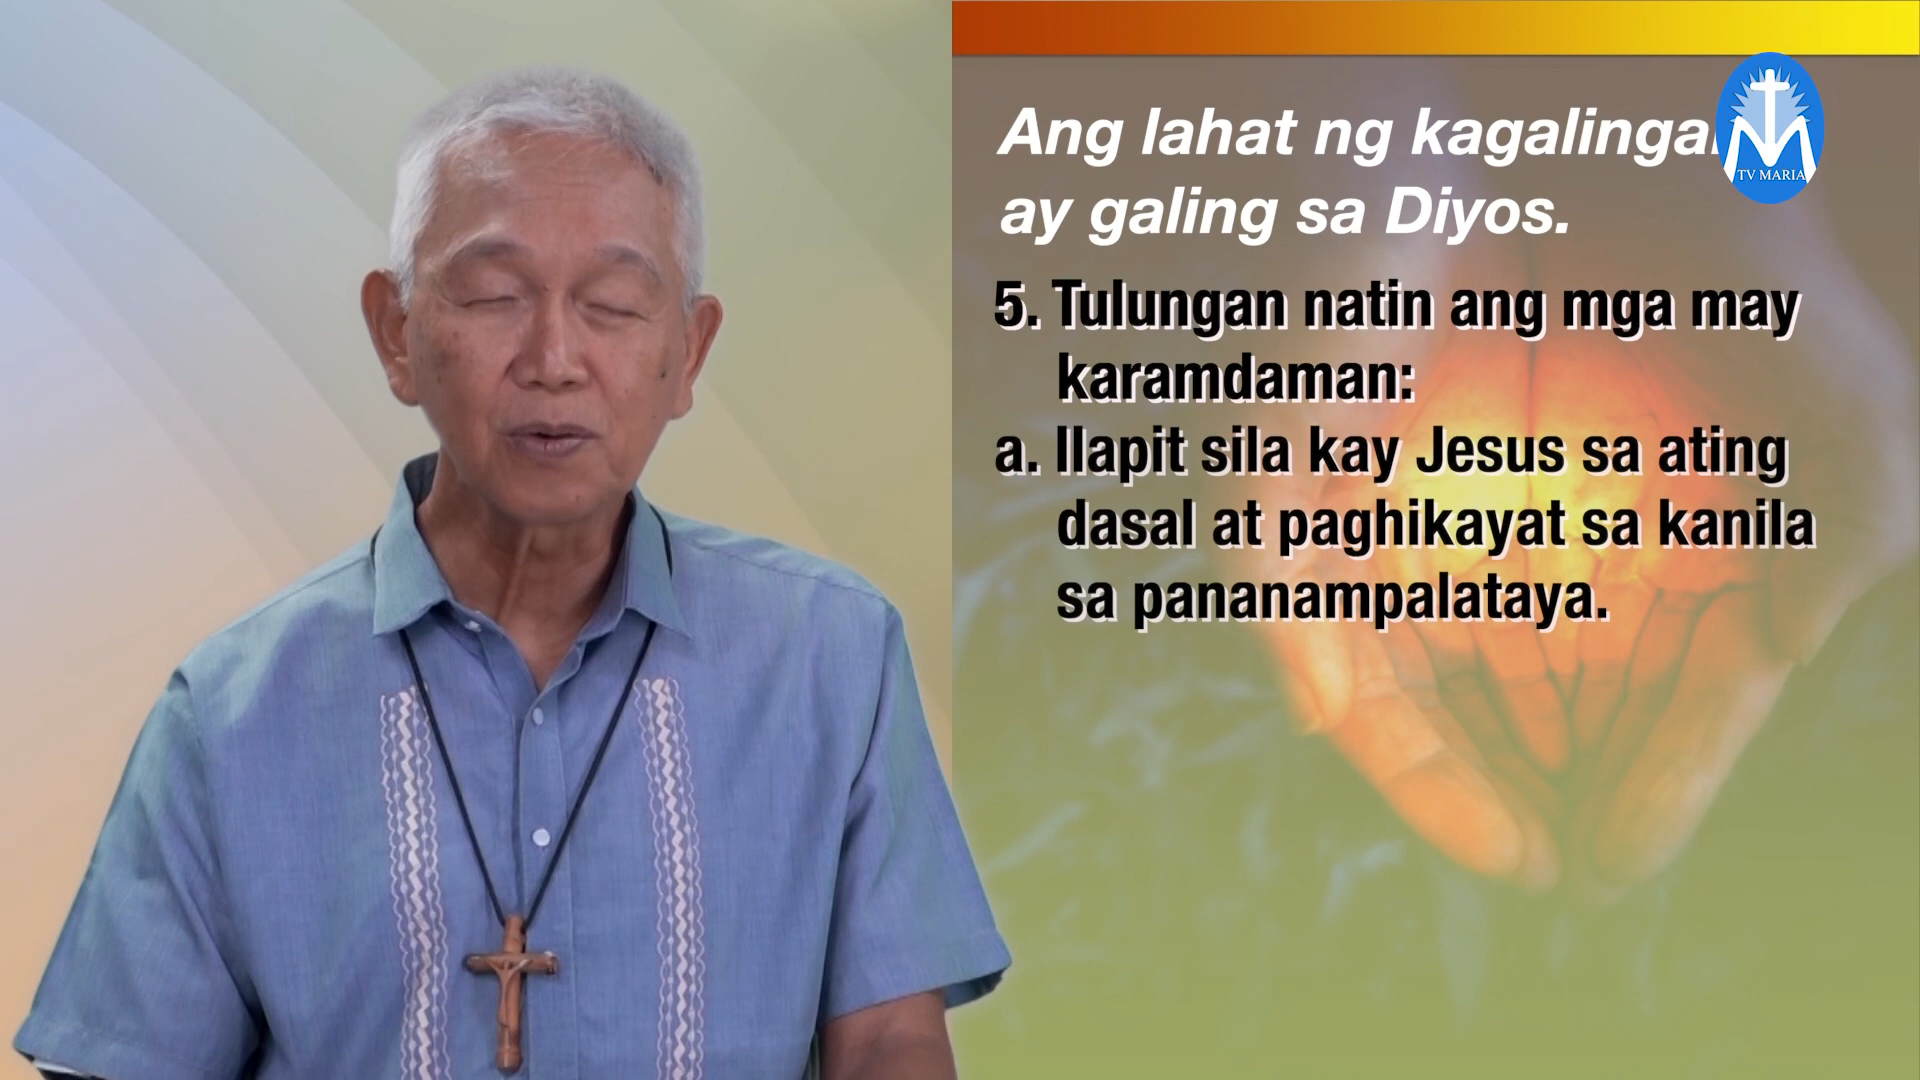 Ang lahat ng
ay galing sa Diyos.
TV MARIA
5. Tulungan natin ang mga may
karamdaman:
a. Ilapit sila kay Jesus sa ating
dasal at paghikayat sa kanila
sa pananampalataya.